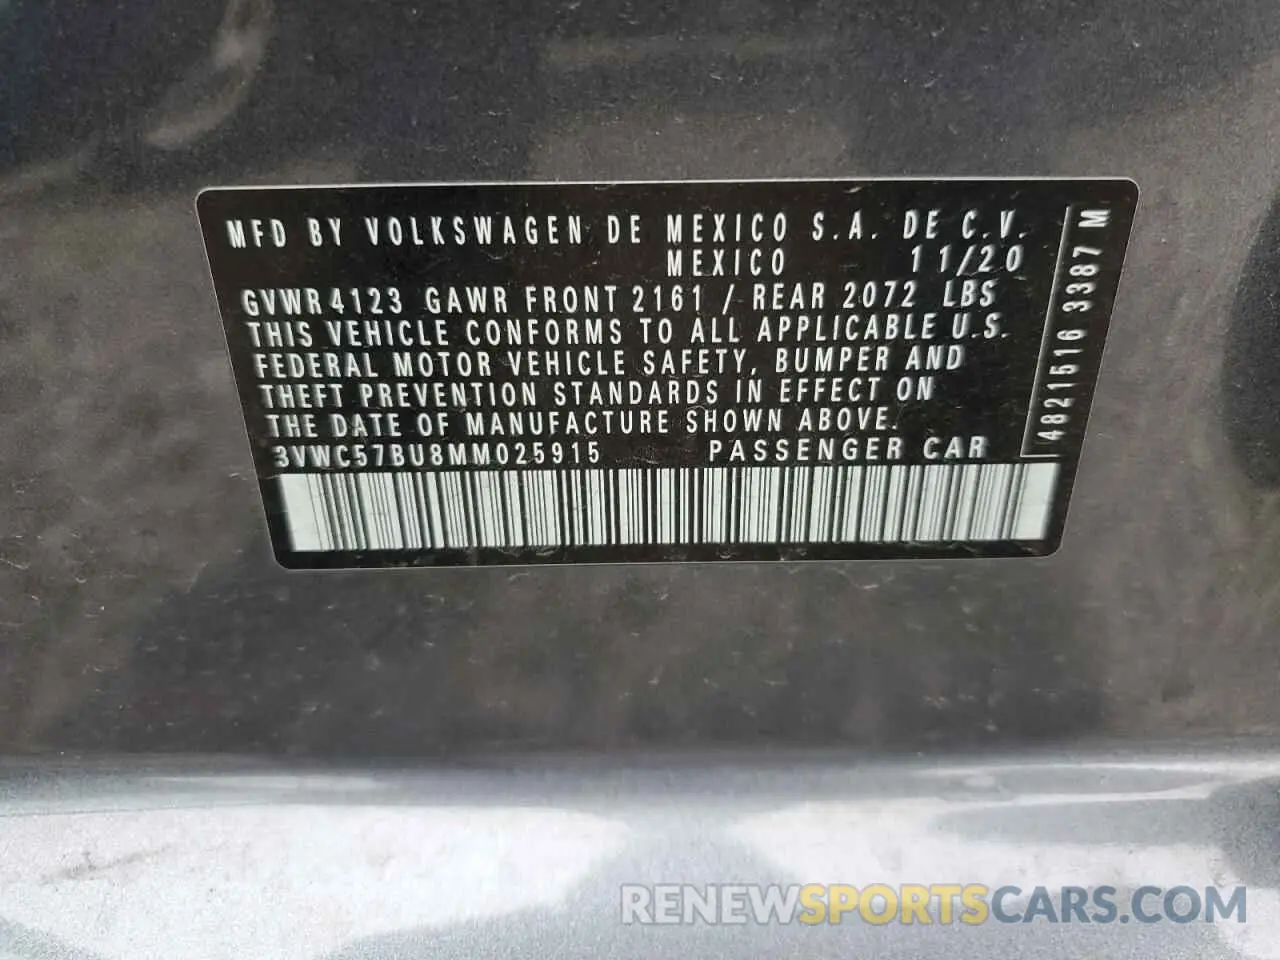 MFD BY VOLKSWAGEN DE MEXICO S.A. DE C.V.
MEXICO 11/20
GVWR 4123 GAWR FRONT 2161 / REAR 2072 LBS
THIS VEHICLE CONFORMS TO ALL APPLICABLE U.S.
FEDERAL MOTOR VEHICLE SAFETY, BUMPER AND
THEFT PREVENTION STANDARDS IN EFFECT ON
THE DATE OF MANUFACTURE SHOWN ABOVE.
3VWC57BU8MM025915 PASSENGER CAR
4821516 3387 M
RENEWSPORTSCARS.COM